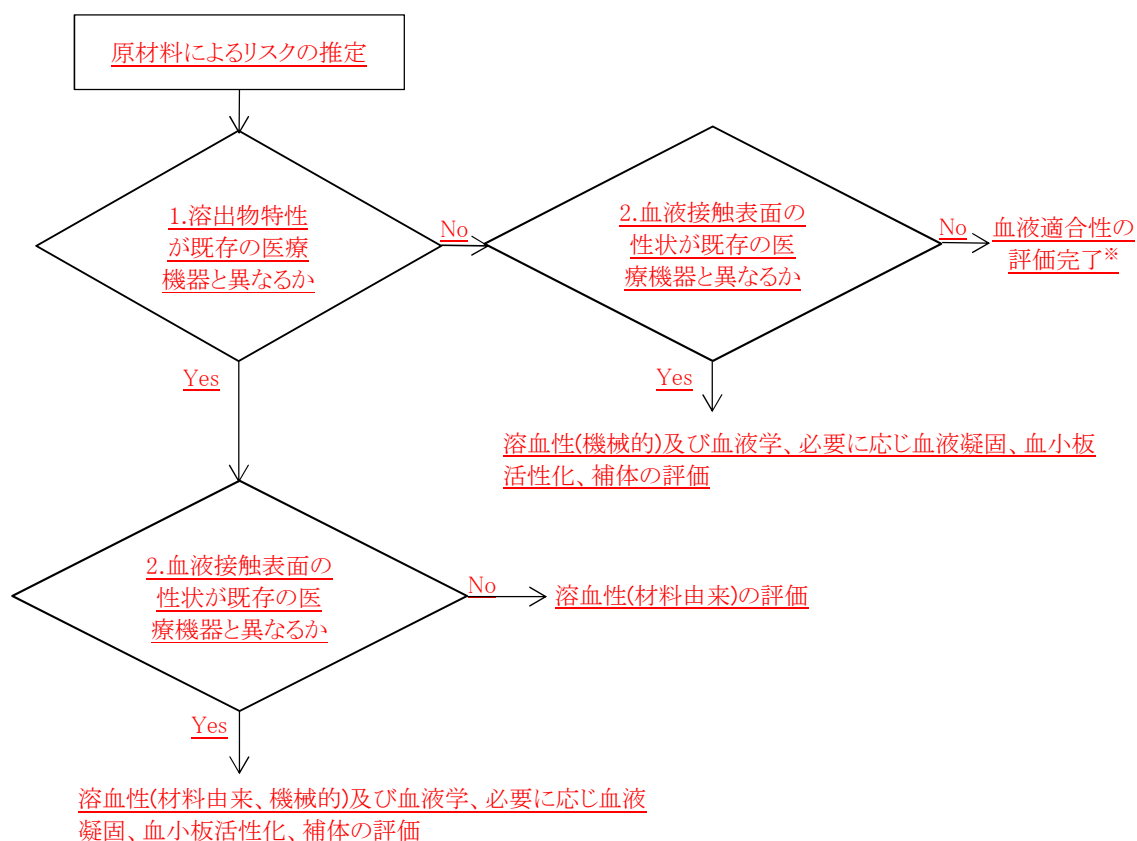 原材料によるリスクの推定
1.溶出物特性
が既存の医療
機器と異なるか
No
2.血液接触表面の
性状が既存の医
療機器と異なるか
No
血液適合性の
評価完了※
Yes
Yes
溶血性(機械的)及び血液学、必要に応じ血液凝固、血小板
活性化、補体の評価
2.血液接触表面の
性状が既存の医
療機器と異なるか
No
溶血性(材料由来)の評価
Yes
溶血性(材料由来、機械的)及び血液学、必要に応じ血液
凝固、血小板活性化、補体の評価